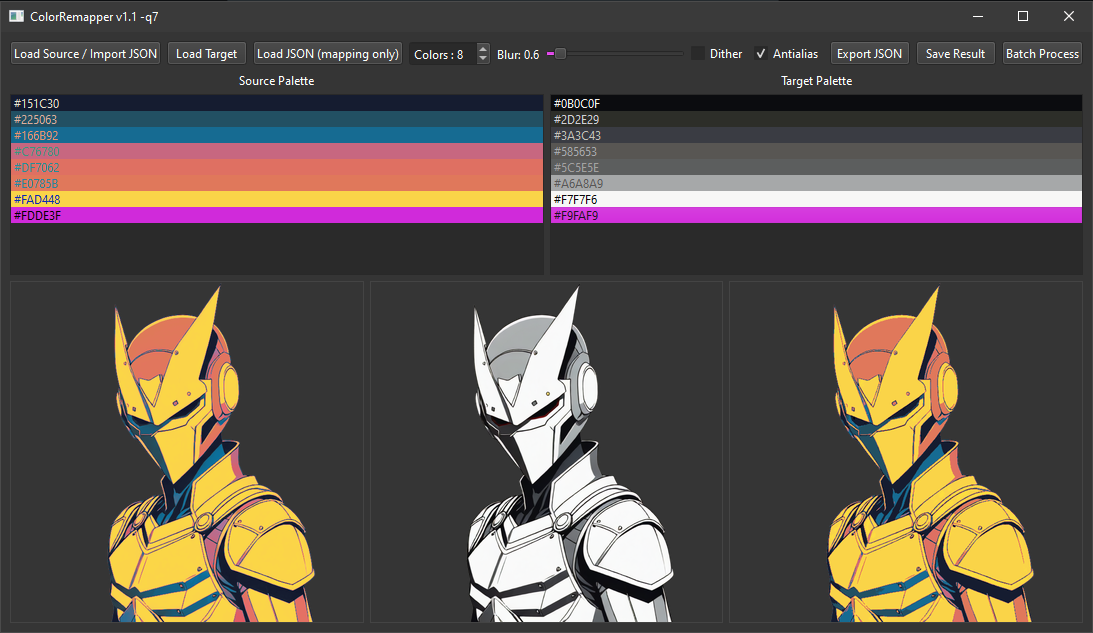 ColorRemapper v1.1 -q7
Load Source / Import JSON Load Target Load JSON (mapping only) Colors : 8 Blur: 0.6 Dither Antialias Export JSON Save Result Batch Process
Source Palette Target Palette
#151C30
#225063
#166B92
#C76780
#DF7062
#E0785B
#FAD448
#FDDE3F
#0B0C0F
#2D2E29
#3A3C43
#585653
#5C5E5E
#A6A8A9
#F7F7F6
#F9FAF9